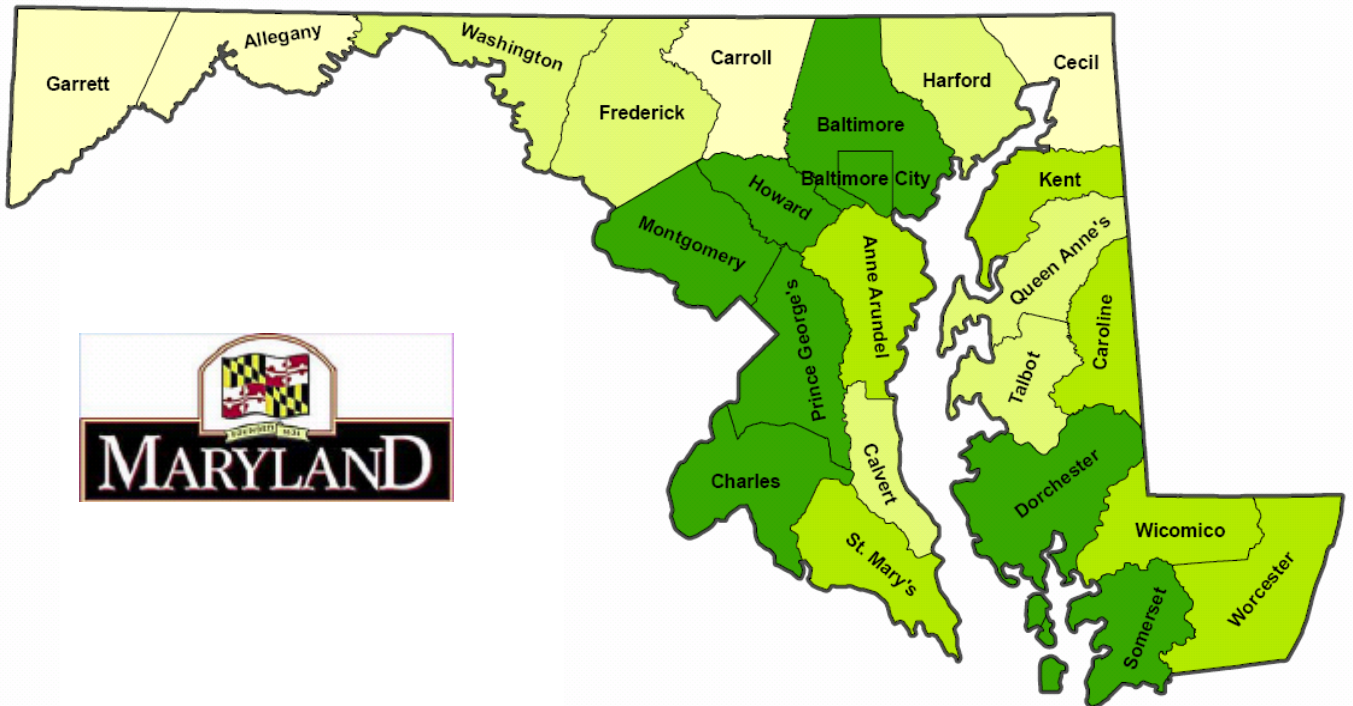 Garrett
Allegany
Washington
Frederick
Carroll
Baltimore
Baltimore City
Harford
Cecil
Howard
Montgomery
Kent
Queen Anne's
Anne Arundel
Prince George's
Caroline
Talbot
Calvert
Charles
St. Mary's
Dorchester
Wicomico
Worcester
Somerset
MARYLAND